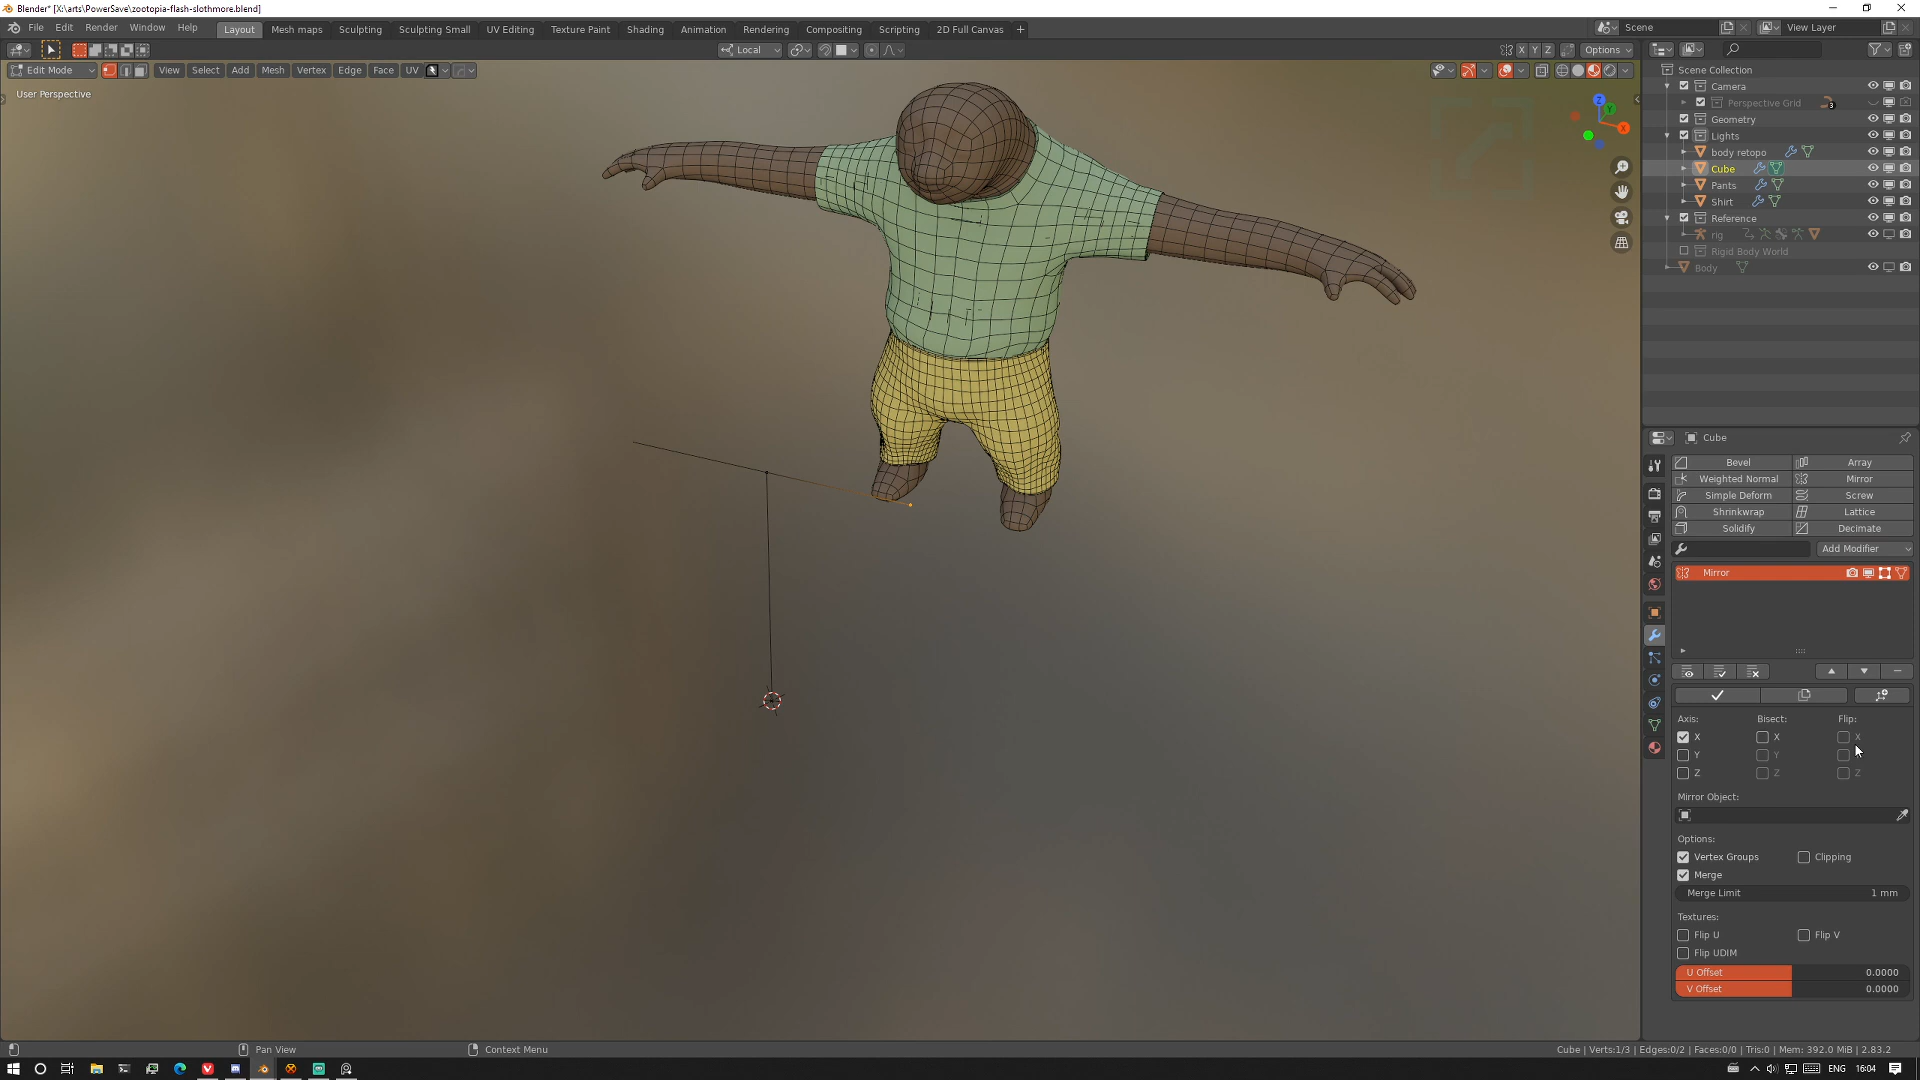 Blender* [X:\arts\PowerSave\zootopia-flash-slothmore.blend]
File Edit Render Window Help Layout Mesh maps Sculpting Sculpting Small UV Editing Texture Paint Shading Animation Rendering Compositing Scripting 2D Full Canvas + Scene View Layer
Local X Y Z Options
Edit Mode View Select Add Mesh Vertex Edge Face UV
User Perspective
Z
Y
X
Scene Collection
Camera
Perspective Grid 3
Geometry
Lights
body retopo
Cube
Pants
Shirt
Reference
rig
Rigid Body World
Body
Cube
Bevel Array
Weighted Normal Mirror
Simple Deform Screw
Shrinkwrap Lattice
Solidify Decimate
Add Modifier
Mirror
Axis: Bisect: Flip:
X X X
Y Y
Z Z Z
Mirror Object:
Options:
Vertex Groups Clipping
Merge
Merge Limit 1 mm
Textures:
Flip U Flip V
Flip UDIM
U Offset 0.0000
V Offset 0.0000
Pan View Context Menu Cube | Verts:1/3 | Edges:0/2 | Faces:0/0 | Tris:0 | Mem: 392.0 MiB | 2.83.2
ENG 16:04